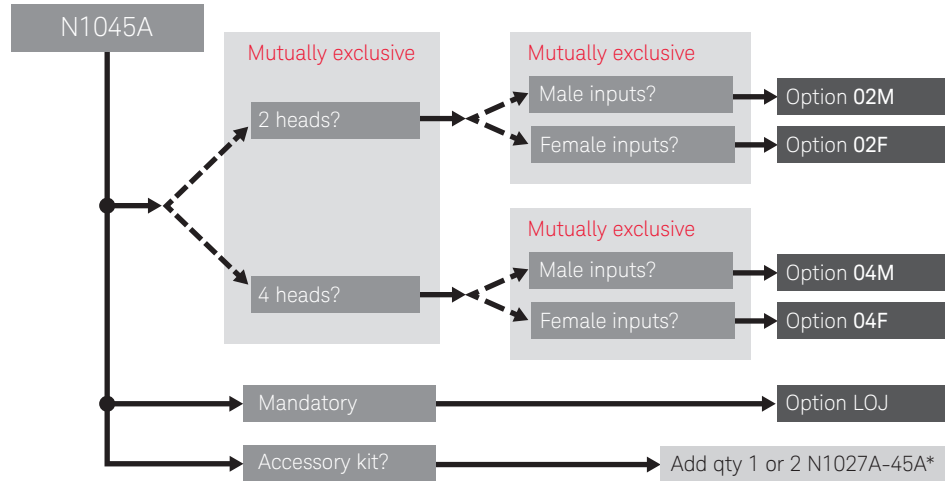 N1045A
Mutually exclusive
2 heads?
4 heads?
Mutually exclusive
Male inputs?
Option 02M
Female inputs?
Option 02F
Mutually exclusive
Male inputs?
Option 04M
Female inputs?
Option 04F
Mandatory
Option LOJ
Accessory kit?
Add qty 1 or 2 N1027A-45A*